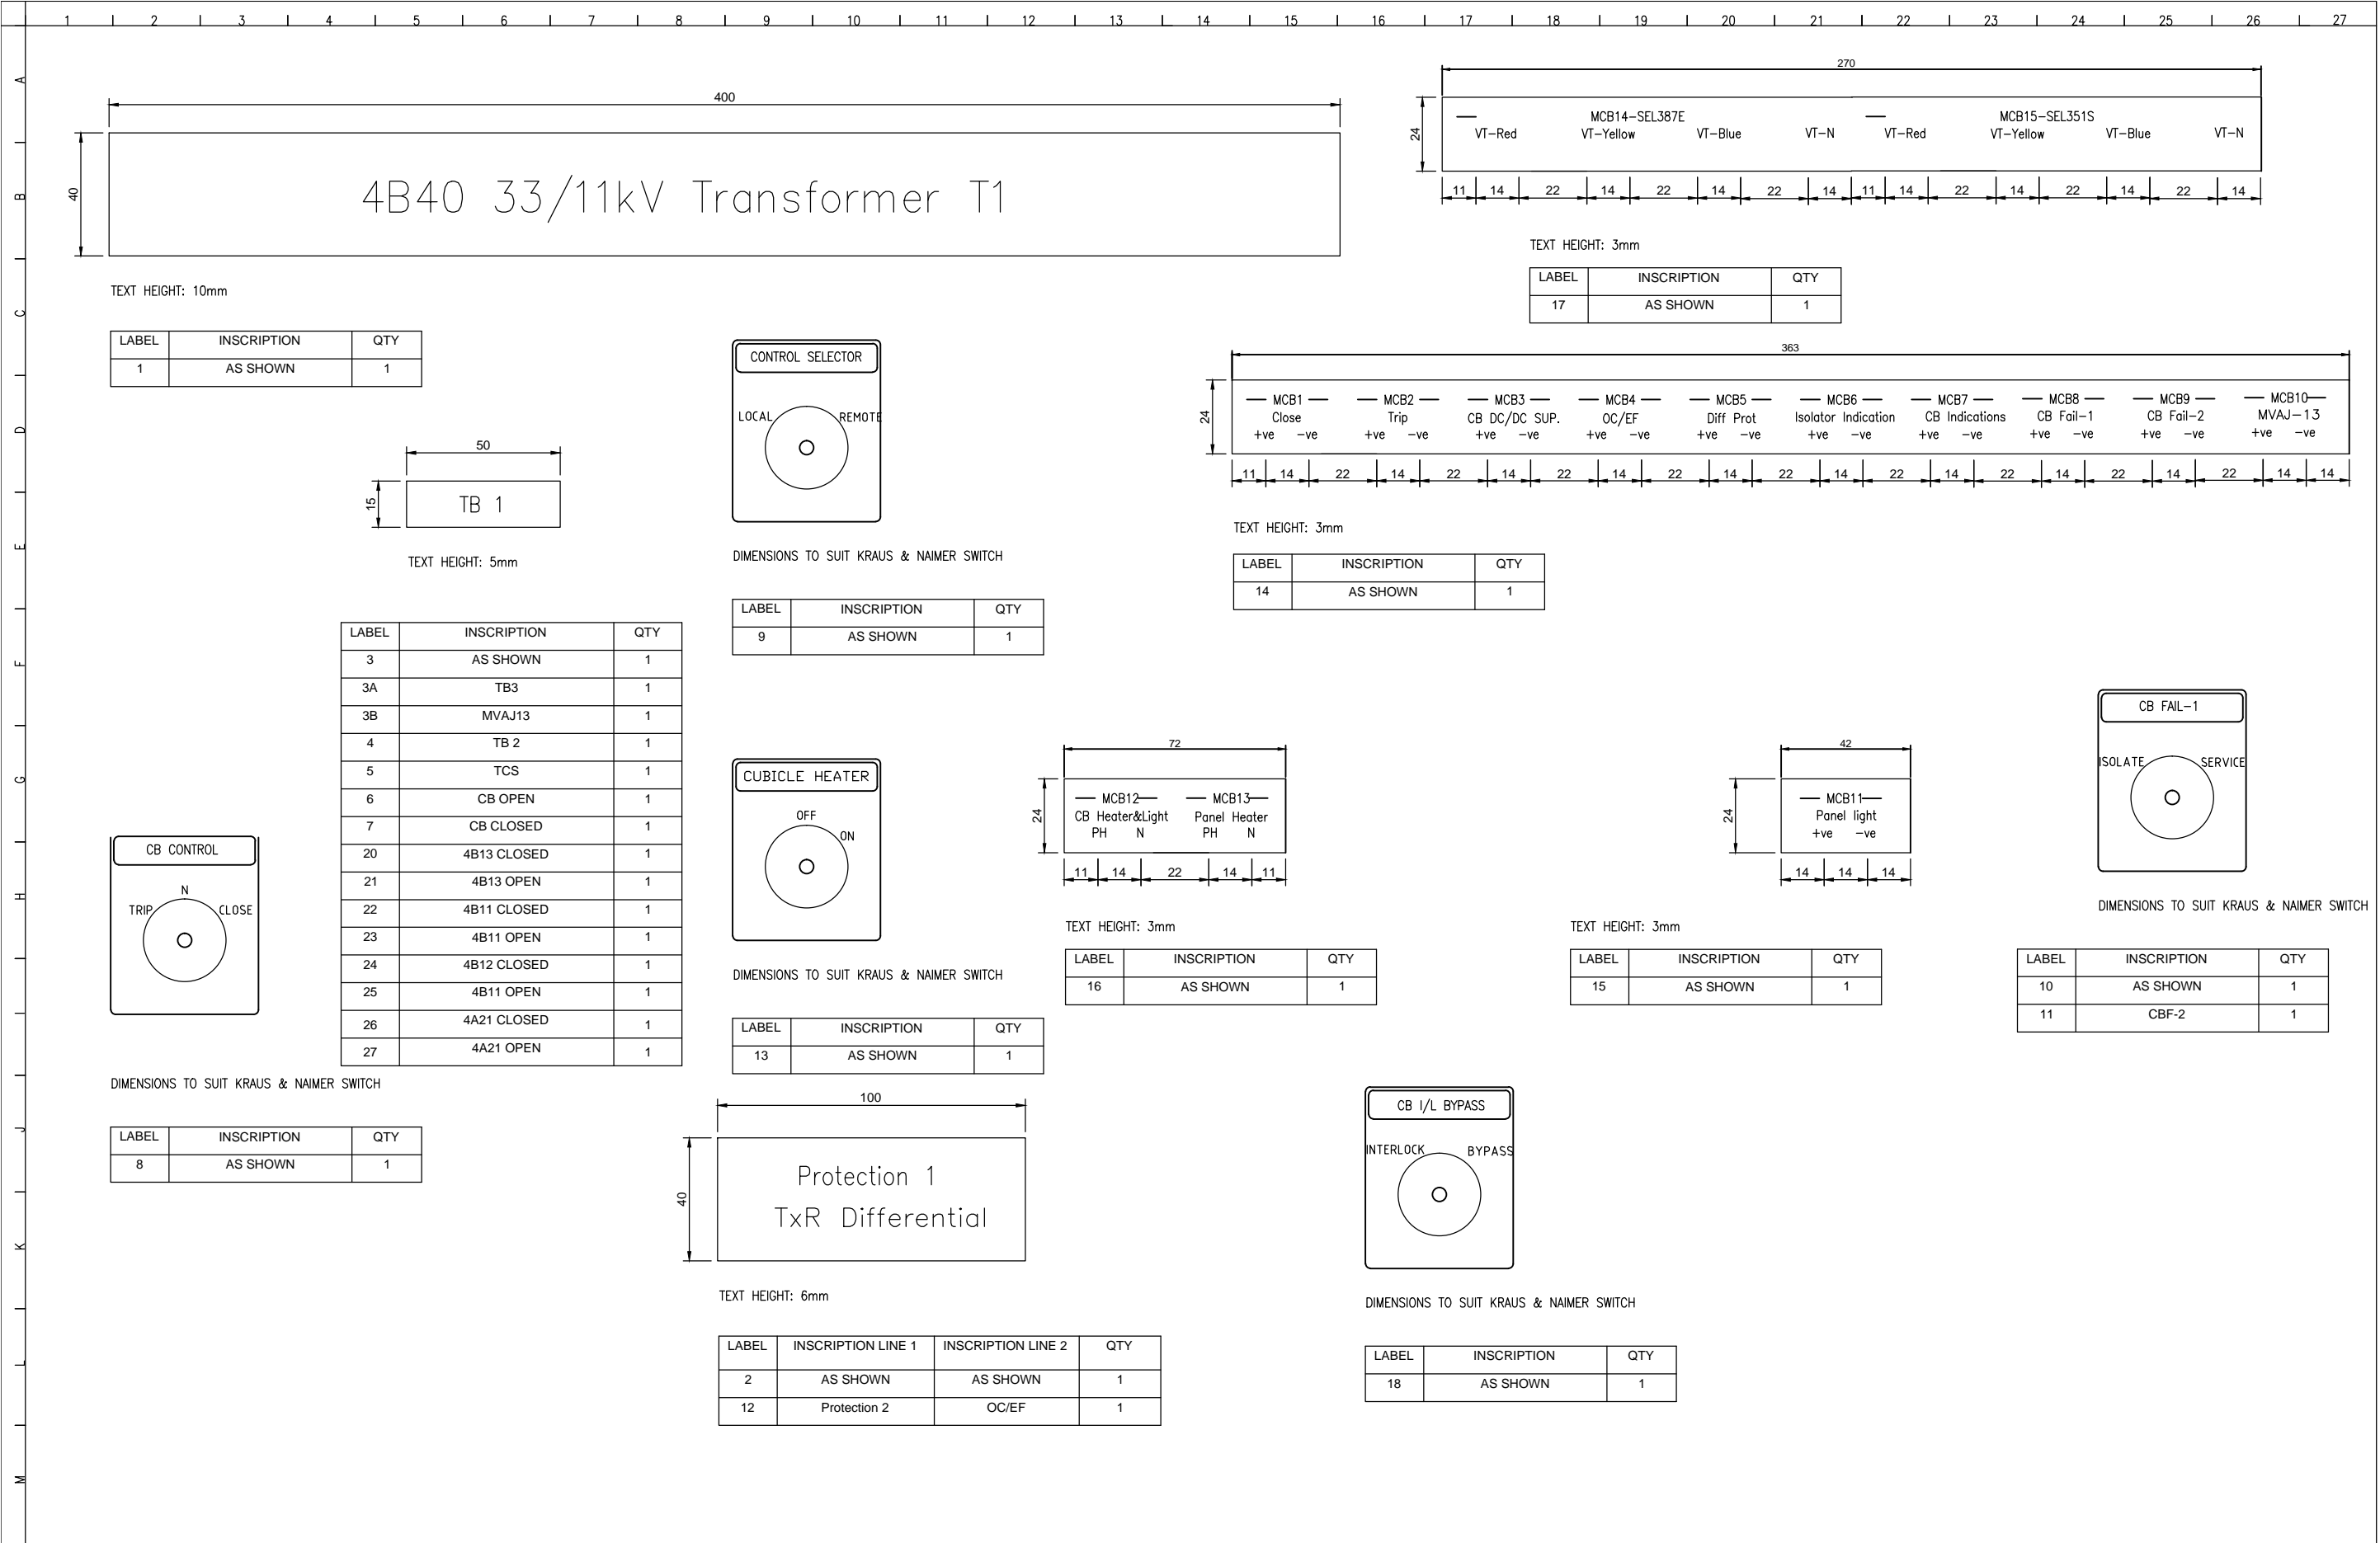 1 2 3 4 5 6 7 8 9 10 11 12 13 14 15 16 17 18 19 20 21 22 23 24 25 26 27
A
B
C
D
E
F
G
H
I
J
K
L
M
400
40
4B40 33/11kV Transformer T1
TEXT HEIGHT: 10mm
LABEL INSCRIPTION QTY
1 AS SHOWN 1
270
24
MCB14-SEL387E MCB15-SEL351S
VT-Red VT-Yellow VT-Blue VT-N VT-Red VT-Yellow VT-Blue VT-N
11 14 22 14 22 14 22 14 11 14 22 14 22 14 22 14
TEXT HEIGHT: 3mm
LABEL INSCRIPTION QTY
17 AS SHOWN 1
363
24
MCB1 MCB2 MCB3 MCB4 MCB5 MCB6 MCB7 MCB8 MCB9 MCB10
Close Trip CB DC/DC SUP. OC/EF Diff Prot Isolator Indication CB Indications CB Fail-1 CB Fail-2 MVAJ-13
+ve -ve +ve -ve +ve -ve +ve -ve +ve -ve +ve -ve +ve -ve +ve -ve +ve -ve +ve -ve
11 14 22 14 22 14 22 14 22 14 22 14 22 14 22 14 22 14 22 14 14
TEXT HEIGHT: 3mm
LABEL INSCRIPTION QTY
14 AS SHOWN 1
CONTROL SELECTOR
LOCAL REMOTE
DIMENSIONS TO SUIT KRAUS & NAIMER SWITCH
LABEL INSCRIPTION QTY
9 AS SHOWN 1
50
15
TB 1
TEXT HEIGHT: 5mm
LABEL INSCRIPTION QTY
3 AS SHOWN 1
3A TB3 1
3B MVAJ13 1
4 TB 2 1
5 TCS 1
6 CB OPEN 1
7 CB CLOSED 1
20 4B13 CLOSED 1
21 4B13 OPEN 1
22 4B11 CLOSED 1
23 4B11 OPEN 1
24 4B12 CLOSED 1
25 4B11 OPEN 1
26 4A21 CLOSED 1
27 4A21 OPEN 1
CB CONTROL
N
TRIP CLOSE
DIMENSIONS TO SUIT KRAUS & NAIMER SWITCH
LABEL INSCRIPTION QTY
8 AS SHOWN 1
CUBICLE HEATER
OFF
ON
DIMENSIONS TO SUIT KRAUS & NAIMER SWITCH
LABEL INSCRIPTION QTY
13 AS SHOWN 1
72
24
MCB12 MCB13
CB Heater&Light Panel Heater
PH N PH N
11 14 22 14 11
TEXT HEIGHT: 3mm
LABEL INSCRIPTION QTY
16 AS SHOWN 1
42
24
MCB11
Panel light
+ve -ve
14 14 14
TEXT HEIGHT: 3mm
LABEL INSCRIPTION QTY
15 AS SHOWN 1
CB FAIL-1
ISOLATE SERVICE
DIMENSIONS TO SUIT KRAUS & NAIMER SWITCH
LABEL INSCRIPTION QTY
10 AS SHOWN 1
11 CBF-2 1
100
40
Protection 1
TxR Differential
TEXT HEIGHT: 6mm
LABEL INSCRIPTION LINE 1 INSCRIPTION LINE 2 QTY
2 AS SHOWN AS SHOWN 1
12 Protection 2 OC/EF 1
CB I/L BYPASS
INTERLOCK BYPASS
DIMENSIONS TO SUIT KRAUS & NAIMER SWITCH
LABEL INSCRIPTION QTY
18 AS SHOWN 1